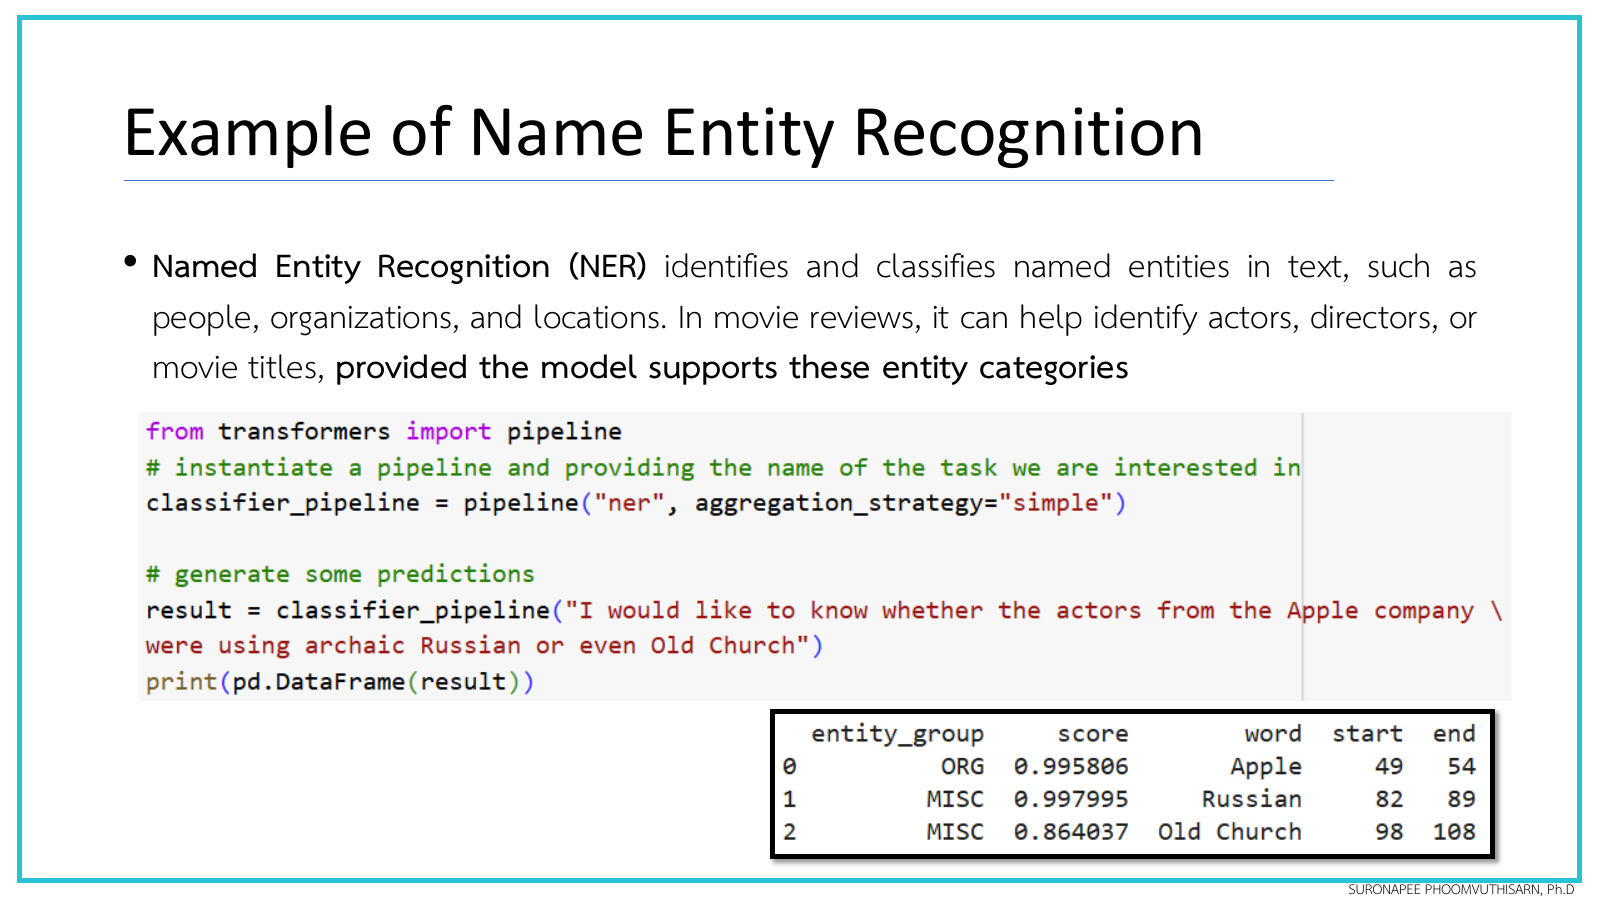 Example of Name Entity Recognition
• Named Entity Recognition (NER) identifies and classifies named entities in text, such as
people, organizations, and locations. In movie reviews, it can help identify actors, directors, or
movie titles, provided the model supports these entity categories
from transformers import pipeline
# instantiate a pipeline and providing the name of the task we are interested in
classifier_pipeline = pipeline("ner", aggregation_strategy="simple")
# generate some predictions
result = classifier_pipeline("I would like to know whether the actors from the Apple company \
were using archaic Russian or even Old Church")
print(pd.DataFrame(result))
entity_group score word start end
0 ORG 0.995806 Apple 49 54
1 MISC 0.997995 Russian 82 89
2 MISC 0.864037 Old Church 98 108
SURONAPEE PHOOMVUTHISARN, Ph.D